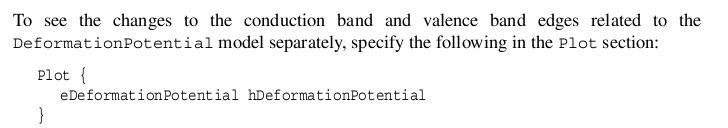 To see the changes to the conduction band and valence band edges related to the
DeformationPotential model separately, specify the following in the Plot section:
Plot {
eDeformationPotential hDeformationPotential
}